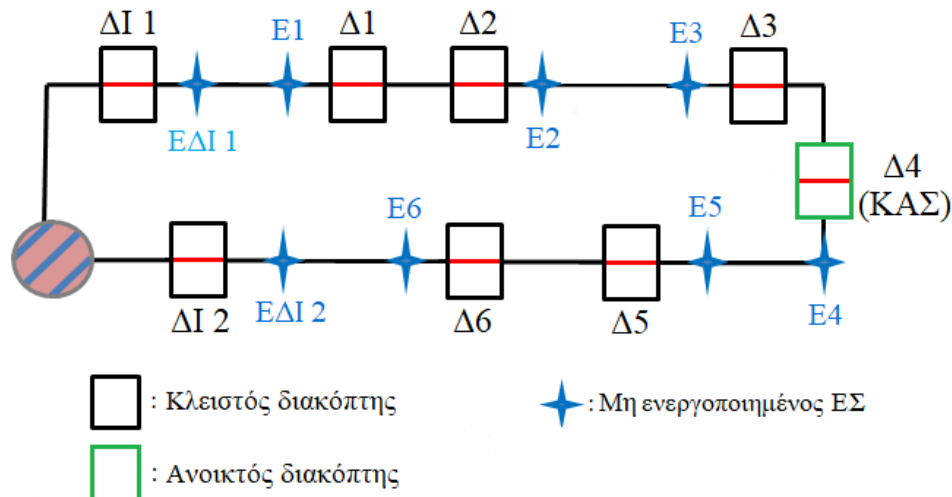 ΔΙ 1
Ε1
Δ1
Δ2
Ε3
Δ3
ΕΔΙ 1
Ε2
Δ4
(ΚΑΣ)
Ε6
Ε5
ΔΙ 2
ΕΔΙ 2
Δ6
Δ5
Ε4
: Κλειστός διακόπτης
: Μη ενεργοποιημένος ΕΣ
: Ανοικτός διακόπτης